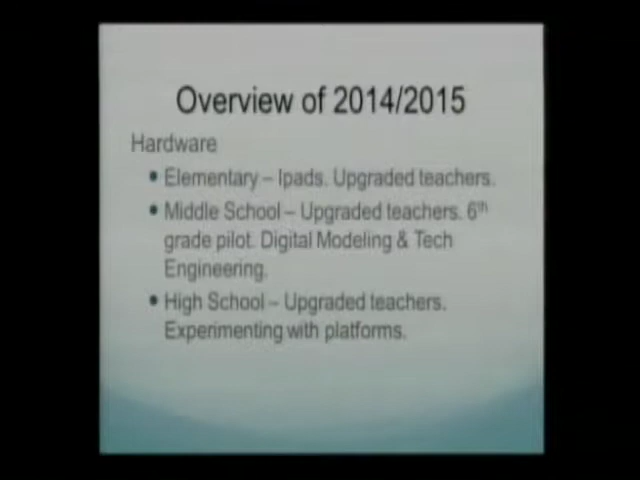 Overview of 2014/2015
Hardware
• Elementary – Ipads. Upgraded teachers.
• Middle School – Upgraded teachers. 6th
grade pilot. Digital Modeling & Tech
Engineering.
• High School – Upgraded teachers.
Experimenting with platforms.